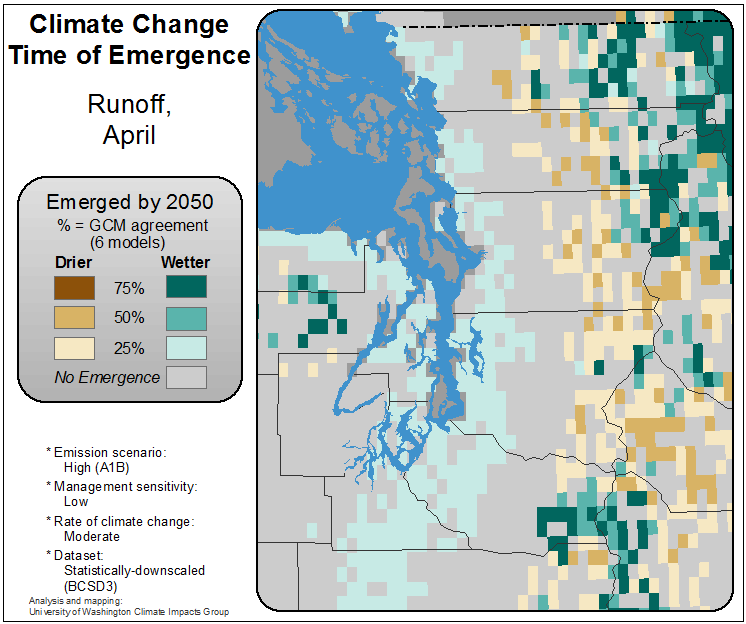 Climate Change
Time of Emergence
Runoff,
April
Emerged by 2050
% = GCM agreement
(6 models)
Drier Wetter
75%
50%
25%
No Emergence
* Emission scenario:
High (A1B)
* Management sensitivity:
Low
* Rate of climate change:
Moderate
* Dataset:
Statistically-downscaled
(BCSD3)
Analysis and mapping:
University of Washington Climate Impacts Group